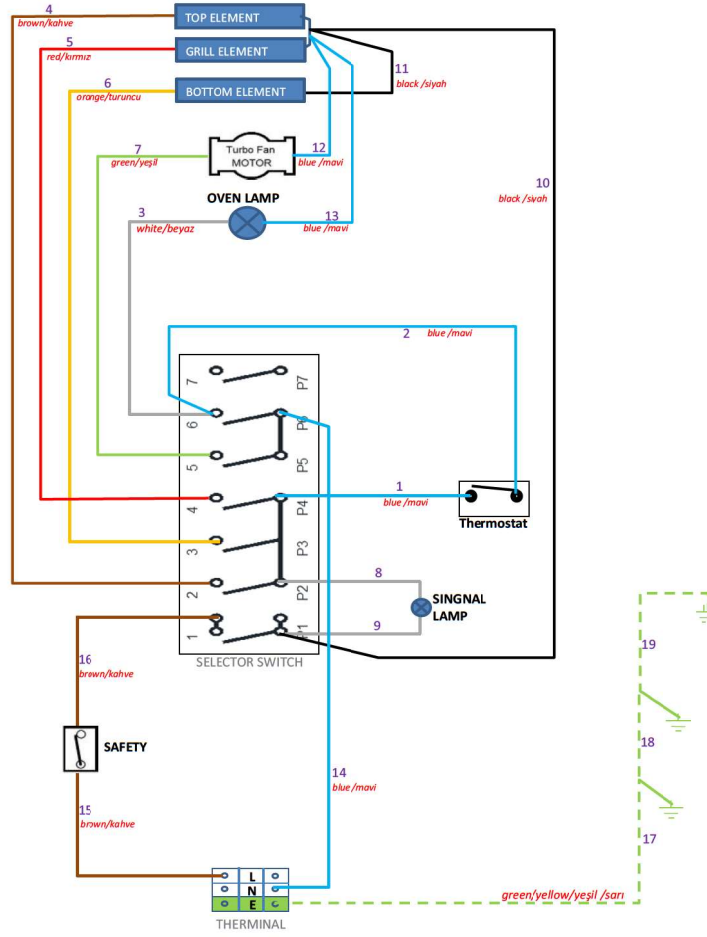 4
brown/kahve
TOP ELEMENT
5
red/kırmız
GRILL ELEMENT
6
orange/turuncu
BOTTOM ELEMENT
11
black/siyah
7
green/yeşil
Turbo Fan
MOTOR
12
blue /mavi
10
black /siyah
OVEN LAMP
3
white/beyaz
13
blue /mavi
2
blue /mavi
7
P7
6
P6
5
P5
4
P4
1
blue /mavi
Thermostat
3
P3
2
P2
8
SINGNAL
LAMP
1
P1
9
SELECTOR SWITCH
16
brown/kahve
19
SAFETY
18
14
blue/mavi
15
brown/kahve
17
L
N
E
green/yellow/yeşil /sarı
THERMINAL